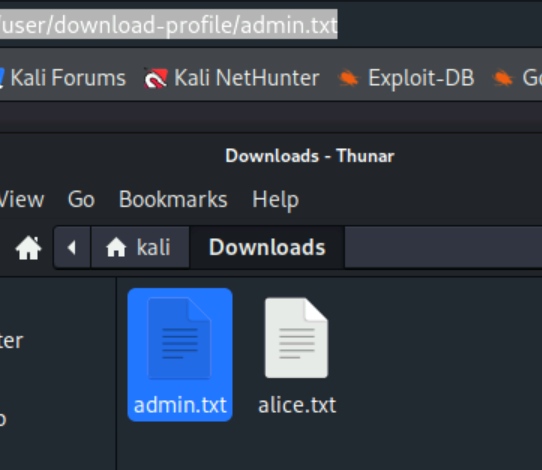 /user/download-profile/admin.txt
Kali Forums Kali NetHunter Exploit-DB
Downloads - Thunar
View Go Bookmarks Help
kali Downloads
admin.txt alice.txt